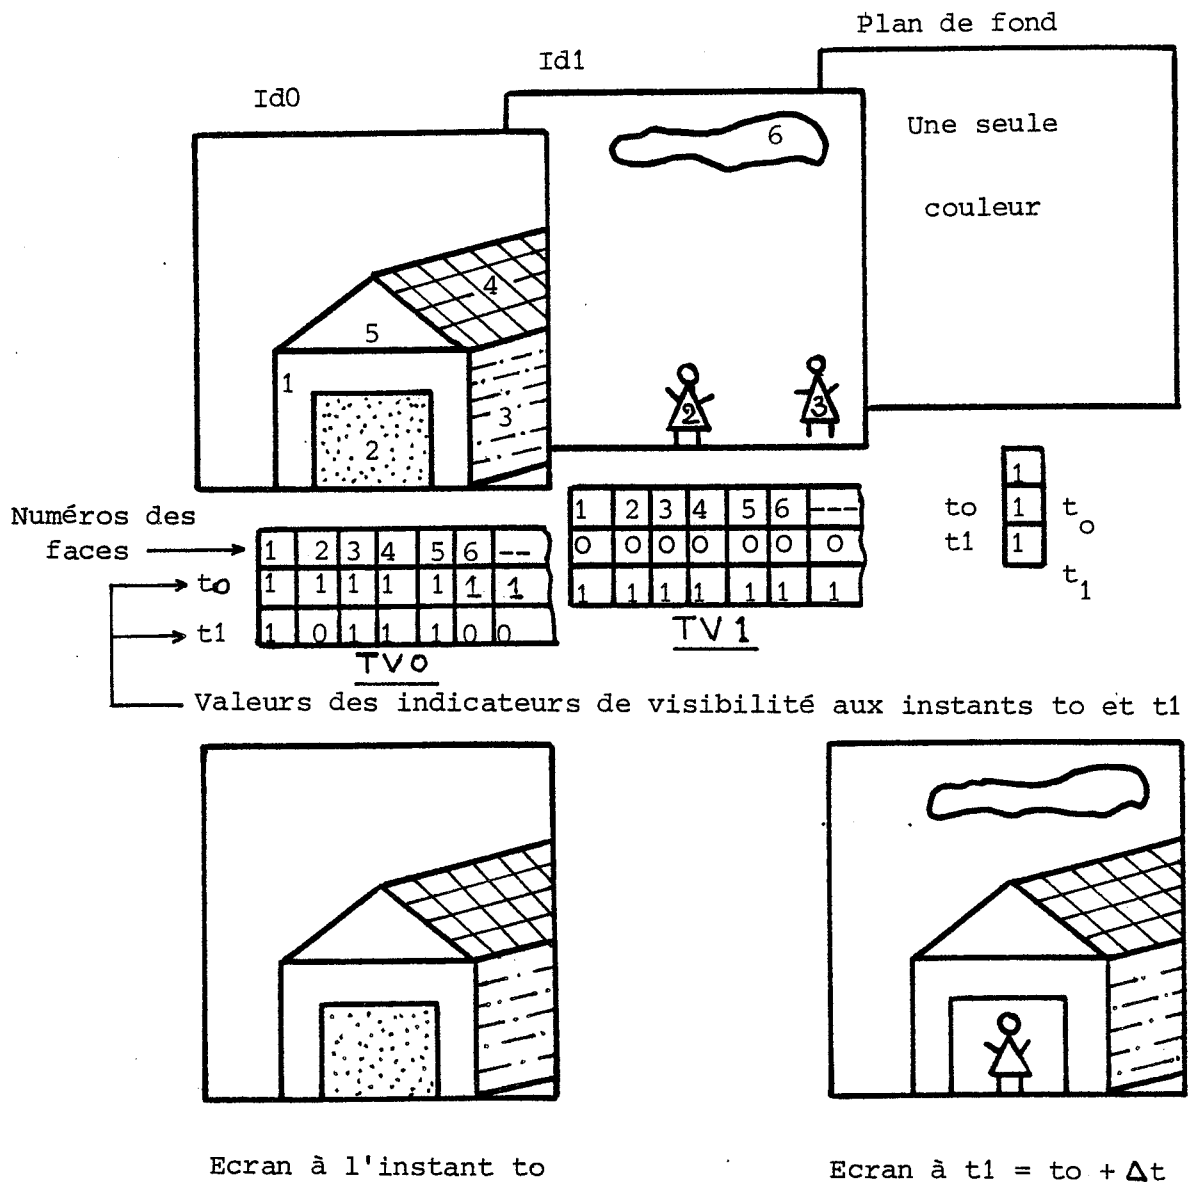 Plan de fond
Id1
Id0
Une seule
couleur
6
4
5
1
2
3
2
3
Numéros des
faces
1 2 3 4 5 6 --
to 1 1 1 1 1 1 1
t1 1 0 1 1 1 0 0
TV0
1 2 3 4 5 6 ---
0 0 0 0 0 0 0
1 1 1 1 1 1 1
TV1
1
to 1 to
t1 1
t1
Valeurs des indicateurs de visibilité aux instants to et t1
Ecran à l'instant to
Ecran à t1 = to + Δt